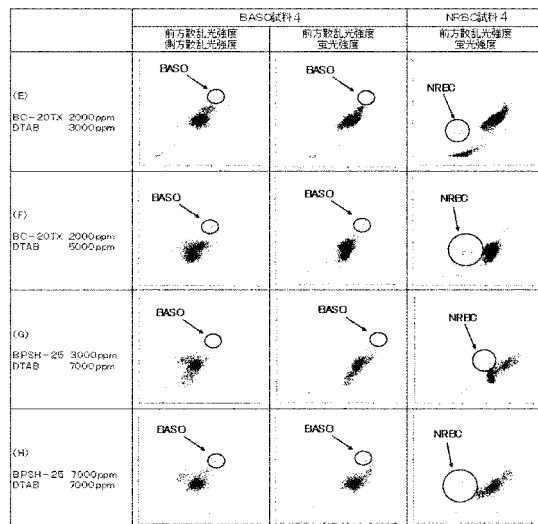 BASO試料4
NRBC試料4
前方散乱光強度
側方散乱光強度
前方散乱光強度
蛍光強度
前方散乱光強度
蛍光強度
(E)
BC-20TX 2000ppm
DTAB 3000ppm
BASO
BASO
NRBC
(F)
BC-20TX 2000ppm
DTAB 5000ppm
BASO
BASO
NRBC
(G)
BPSH-25 3000ppm
DTAB 7000ppm
BASO
BASO
NRBC
(H)
BPSH-25 7000ppm
DTAB 7000ppm
BASO
BASO
NRBC